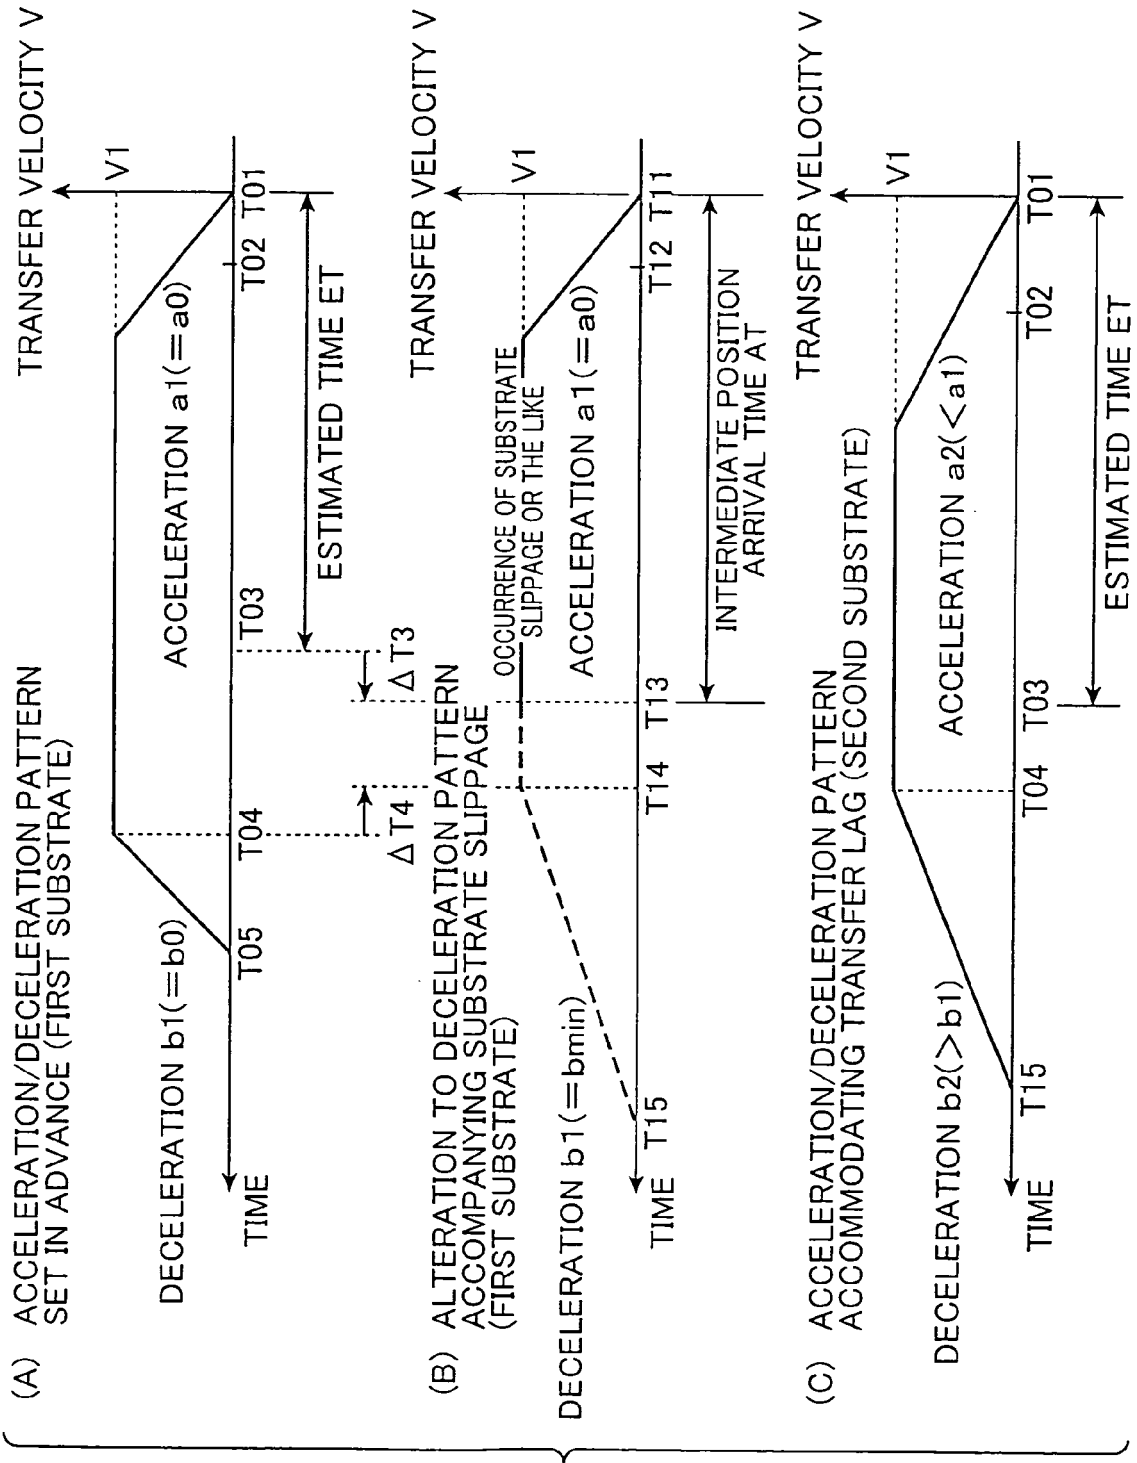 (A) ACCELERATION/DECELERATION PATTERN
SET IN ADVANCE (FIRST SUBSTRATE)
TRANSFER VELOCITY V
V1
DECELERATION b1(=b0)
ACCELERATION a1(=a0)
TIME
T05
T04
T03
T02
T01
ESTIMATED TIME ET
ΔT4
ΔT3
(B) ALTERATION TO DECELERATION PATTERN
ACCOMPANYING SUBSTRATE SLIPPAGE
(FIRST SUBSTRATE)
TRANSFER VELOCITY V
V1
OCCURRENCE OF SUBSTRATE
SLIPPAGE OR THE LIKE
DECELERATION b1(=bmin)
ACCELERATION a1(=a0)
TIME
T15
T14
T13
T12
T11
INTERMEDIATE POSITION
ARRIVAL TIME AT
(C) ACCELERATION/DECELERATION PATTERN
ACCOMMODATING TRANSFER LAG (SECOND SUBSTRATE)
TRANSFER VELOCITY V
V1
DECELERATION b2(>b1)
ACCELERATION a2(<a1)
TIME
T15
T04
T03
T02
T01
ESTIMATED TIME ET